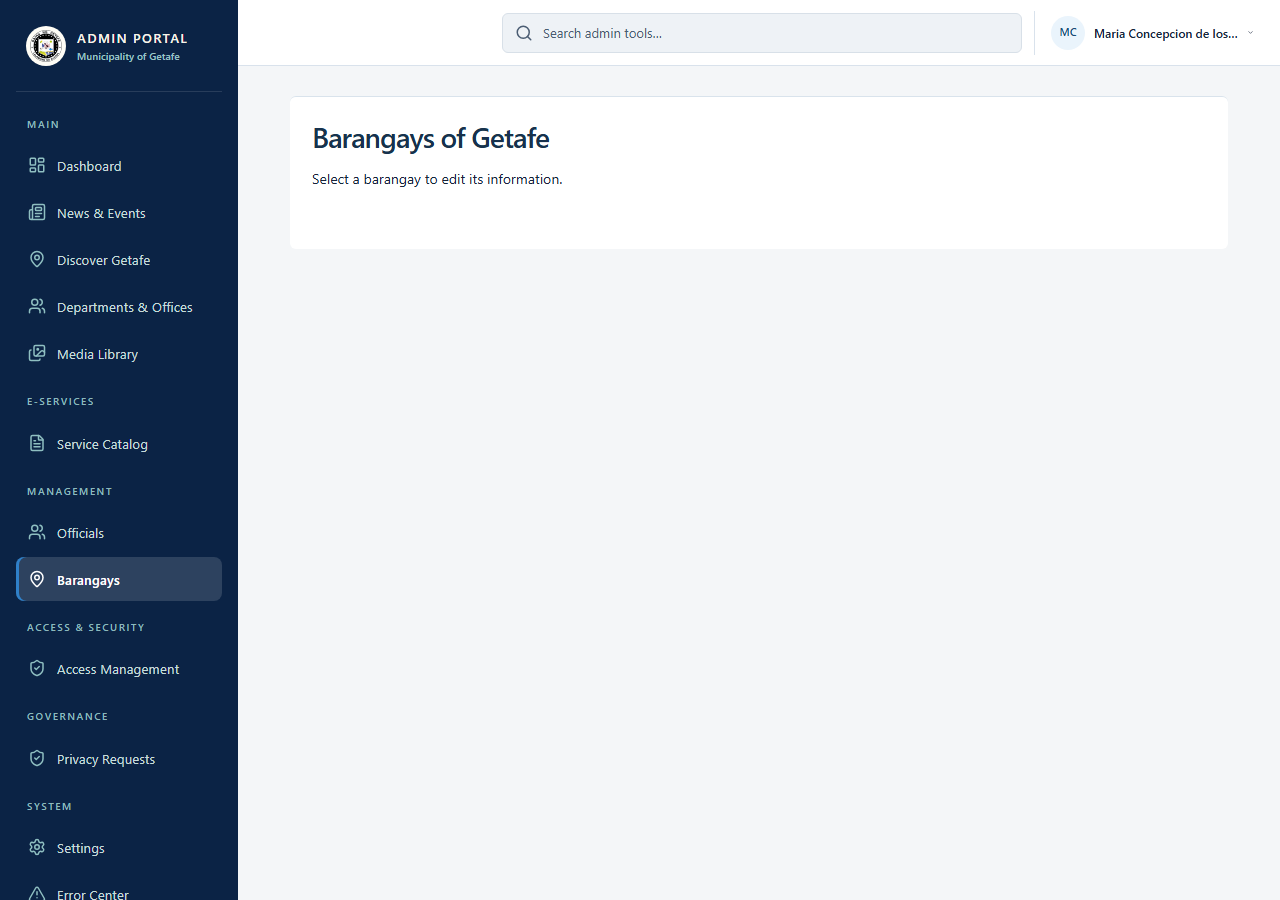 ADMIN PORTAL
Municipality of Getafe
Search admin tools...
MC
Maria Concepcion de los...
MAIN
Dashboard
News & Events
Discover Getafe
Departments & Offices
Media Library
E-SERVICES
Service Catalog
MANAGEMENT
Officials
Barangays
ACCESS & SECURITY
Access Management
GOVERNANCE
Privacy Requests
SYSTEM
Settings
Error Center
Barangays of Getafe
Select a barangay to edit its information.